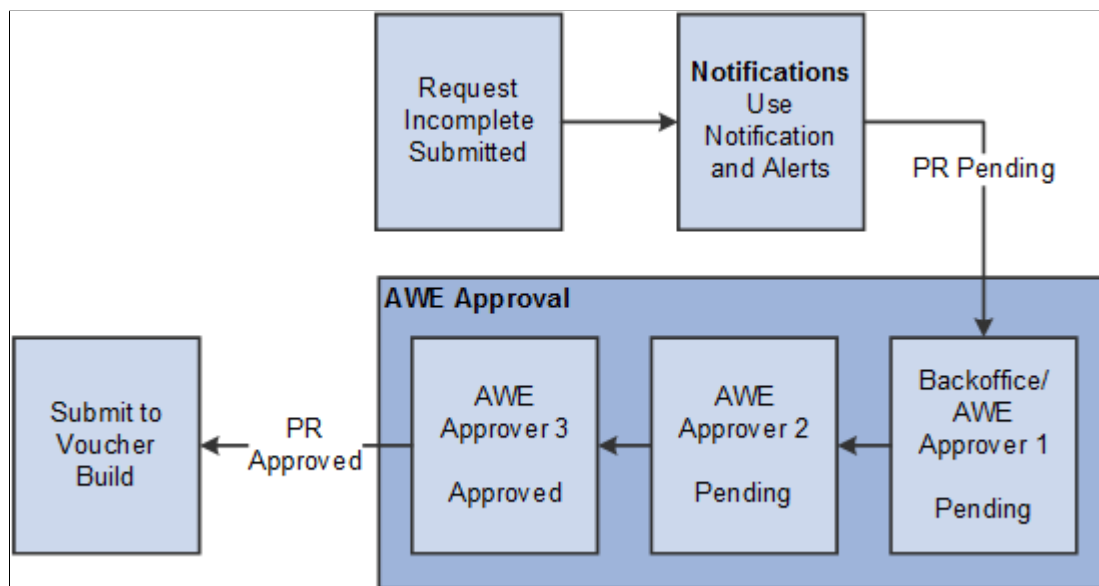 Request
Incomplete
Submitted
Notifications
Use
Notification
and Alerts
PR Pending
AWE Approval
Backoffice/
AWE
Approver 1
Pending
AWE
Approver 2
Pending
AWE
Approver 3
Approved
PR
Approved
Submit to
Voucher
Build